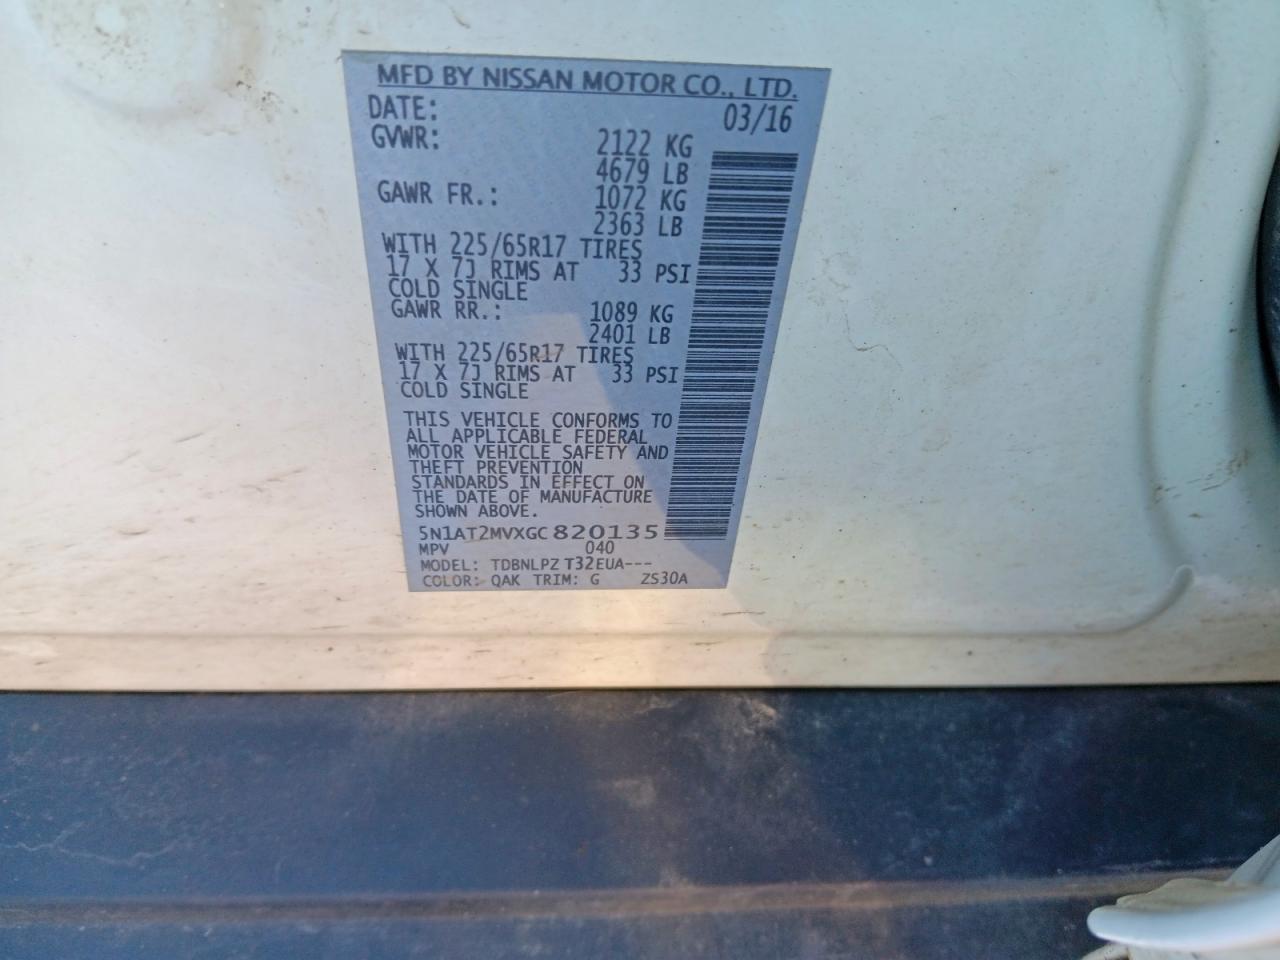 MFD BY NISSAN MOTOR CO., LTD.
DATE: 03/16
GVWR: 2122 KG
4679 LB
GAWR FR.: 1072 KG
2363 LB
WITH 225/65R17 TIRES
17 X 7J RIMS AT 33 PSI
COLD SINGLE
GAWR RR.: 1089 KG
2401 LB
WITH 225/65R17 TIRES
17 X 7J RIMS AT 33 PSI
COLD SINGLE
THIS VEHICLE CONFORMS TO
ALL APPLICABLE FEDERAL
MOTOR VEHICLE SAFETY AND
THEFT PREVENTION
STANDARDS IN EFFECT ON
THE DATE OF MANUFACTURE
SHOWN ABOVE.
5N1AT2MVXGC820135
MPV 040
MODEL: TDBNLPZ T32EUA---
COLOR: QAK TRIM: G ZS30A